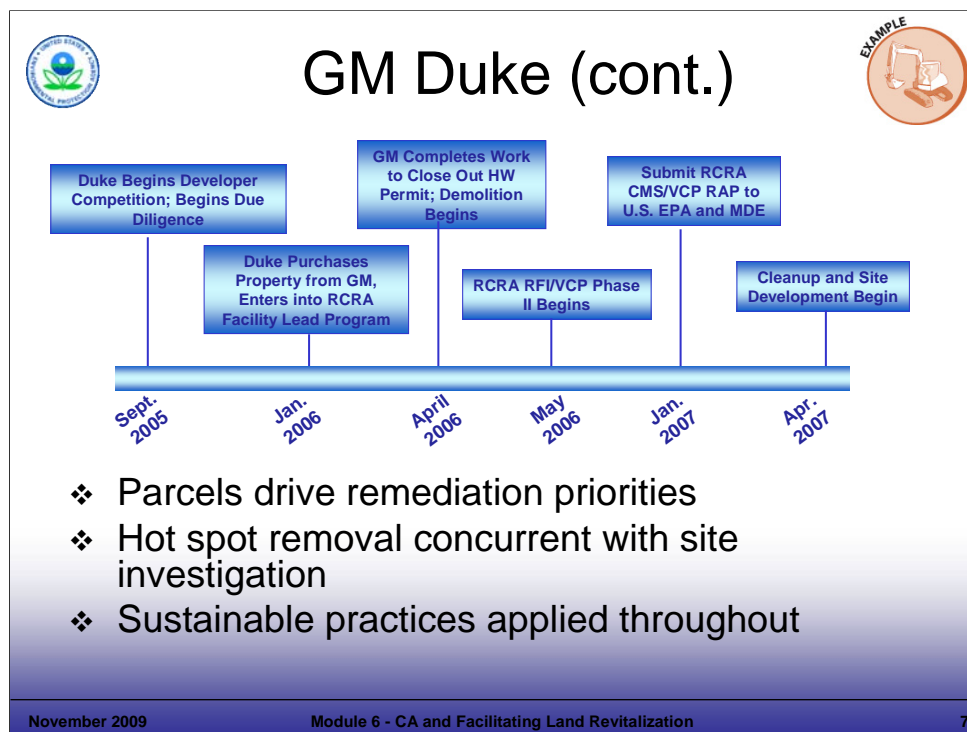 EXAMPLE
GM Duke (cont.)
Duke Begins Developer
Competition; Begins Due
Diligence
Duke Purchases
Property from GM,
Enters into RCRA
Facility Lead Program
GM Completes Work
to Close Out HW
Permit; Demolition
Begins
RCRA RFI/VCP Phase
II Begins
Submit RCRA
CMS/VCP RAP to
U.S. EPA and MDE
Cleanup and Site
Development Begin
Sept.
2005
Jan.
2006
April
2006
May
2006
Jan.
2007
Apr.
2007
❖ Parcels drive remediation priorities
❖ Hot spot removal concurrent with site
investigation
❖ Sustainable practices applied throughout
November 2009
Module 6 - CA and Facilitating Land Revitalization
7